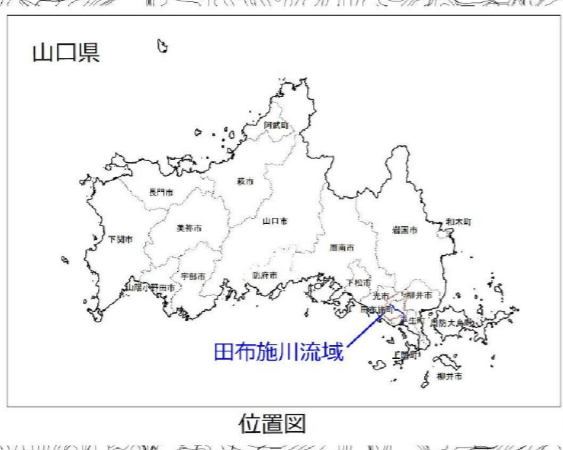 山口県
阿武町
萩市
長門市
山口市
和木町
岩国市
美祢市
下関市
周南市
宇部市
防府市
下松市
山陽小野田市
光市
柳井市
田布施町
周防大島町
田布施川流域
上関町
柳井市
位置図